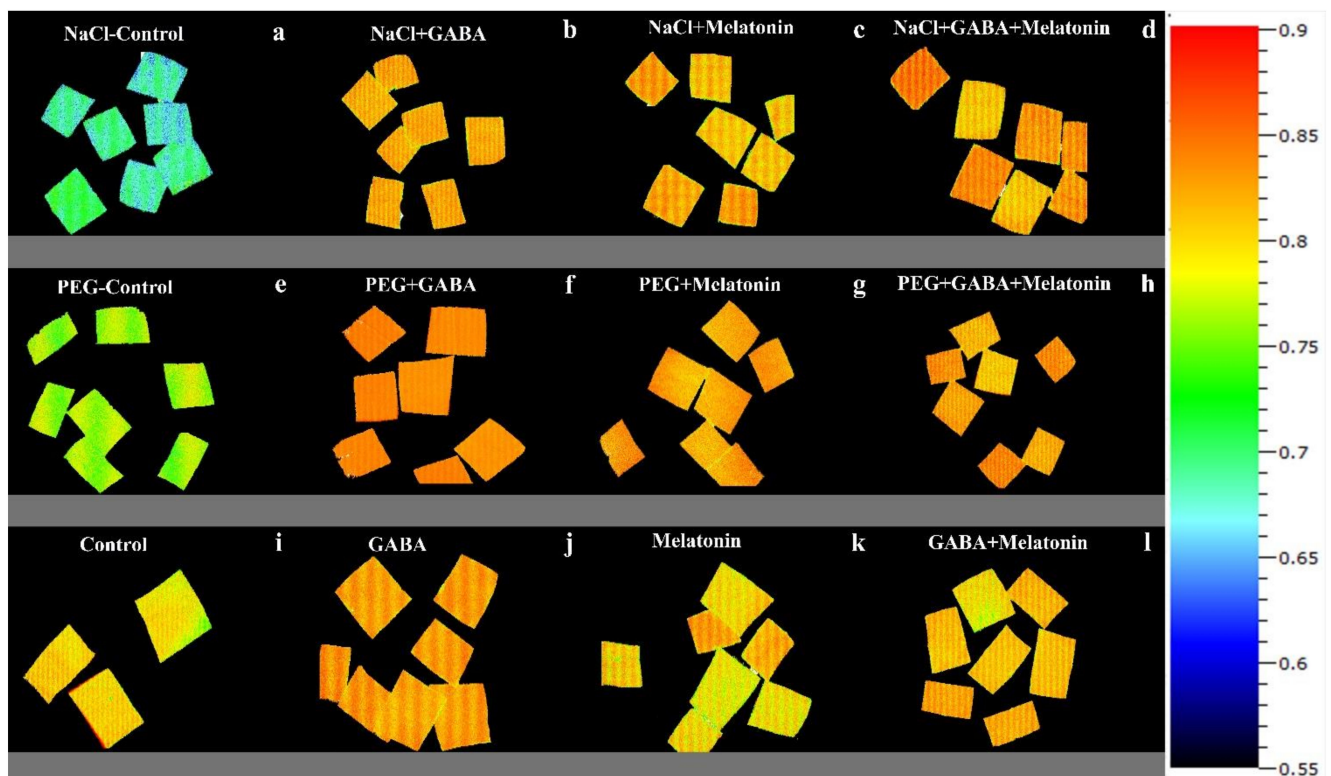 NaCl-Control a NaCl+GABA b NaCl+Melatonin c NaCl+GABA+Melatonin d
PEG-Control e PEG+GABA f PEG+Melatonin g PEG+GABA+Melatonin h
Control i GABA j Melatonin k GABA+Melatonin l
0.9
0.85
0.8
0.75
0.7
0.65
0.6
0.55